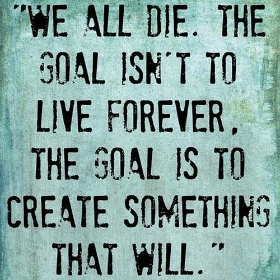 "WE ALL DIE. THE
GOAL ISN'T TO
LIVE FOREVER,
THE GOAL IS TO
CREATE SOMETHING
THAT WILL."